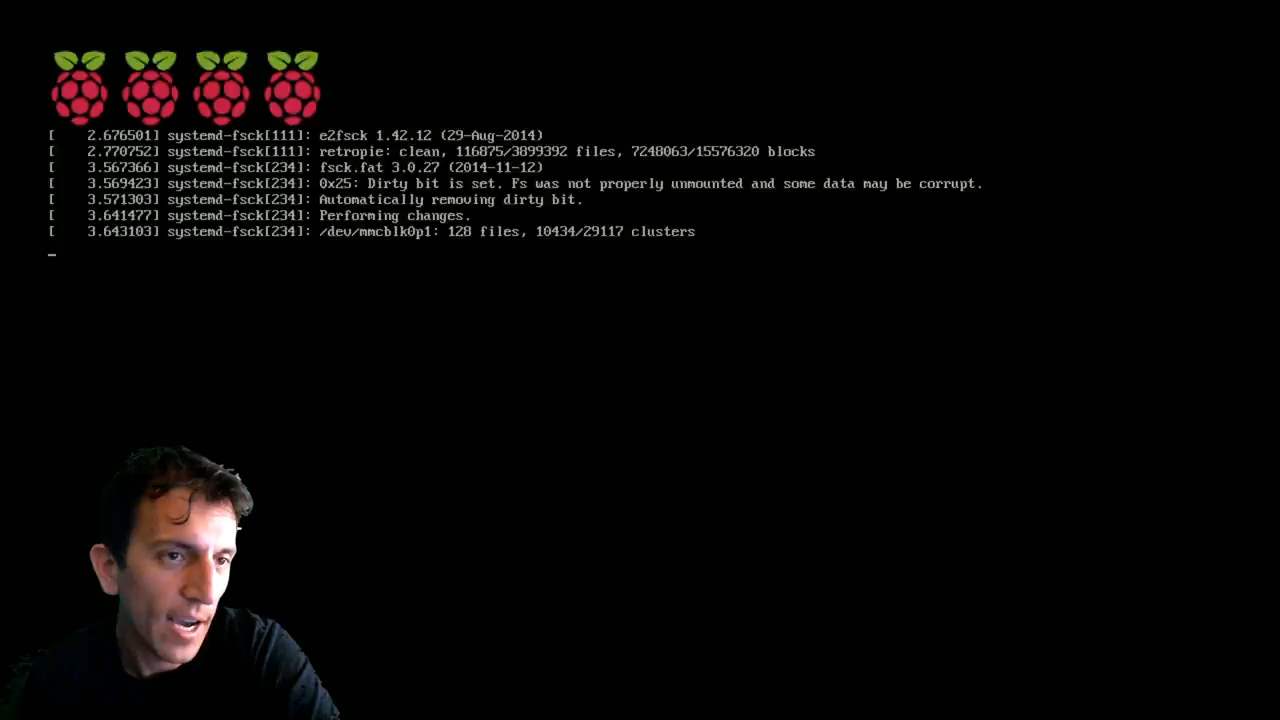 [    2.676501] systemd-fsck[111]: e2fsck 1.42.12 (29-Aug-2014)
[    2.770752] systemd-fsck[111]: retropie: clean, 116875/3899392 files, 7248063/15576320 blocks
[    3.567366] systemd-fsck[234]: fsck.fat 3.0.27 (2014-11-12)
[    3.569423] systemd-fsck[234]: 0x25: Dirty bit is set. Fs was not properly unmounted and some data may be corrupt.
[    3.571303] systemd-fsck[234]: Automatically removing dirty bit.
[    3.641477] systemd-fsck[234]: Performing changes.
[    3.643103] systemd-fsck[234]: /dev/mmcblk0p1: 128 files, 10434/29117 clusters